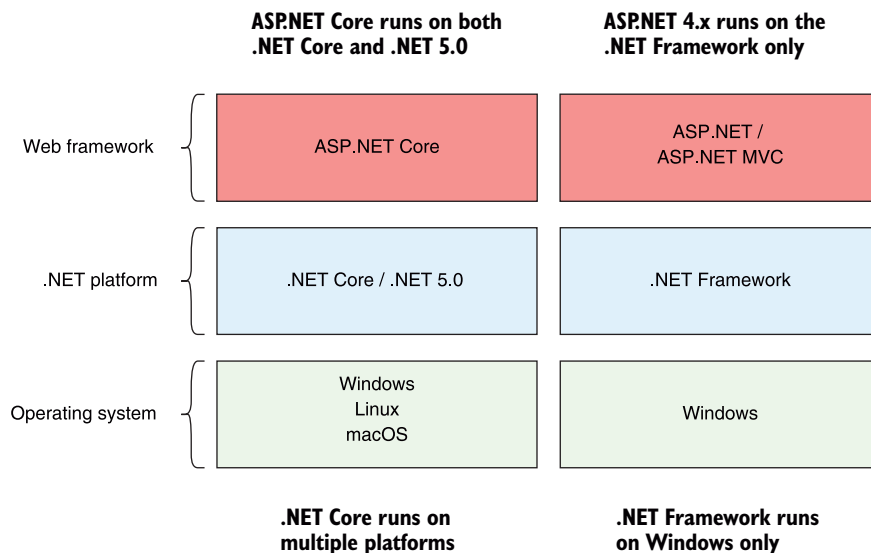 ASP.NET Core runs on both
.NET Core and .NET 5.0
ASP.NET 4.x runs on the
.NET Framework only
Web framework
ASP.NET Core
ASP.NET /
ASP.NET MVC
.NET platform
.NET Core / .NET 5.0
.NET Framework
Operating system
Windows
Linux
macOS
Windows
.NET Core runs on
multiple platforms
.NET Framework runs
on Windows only